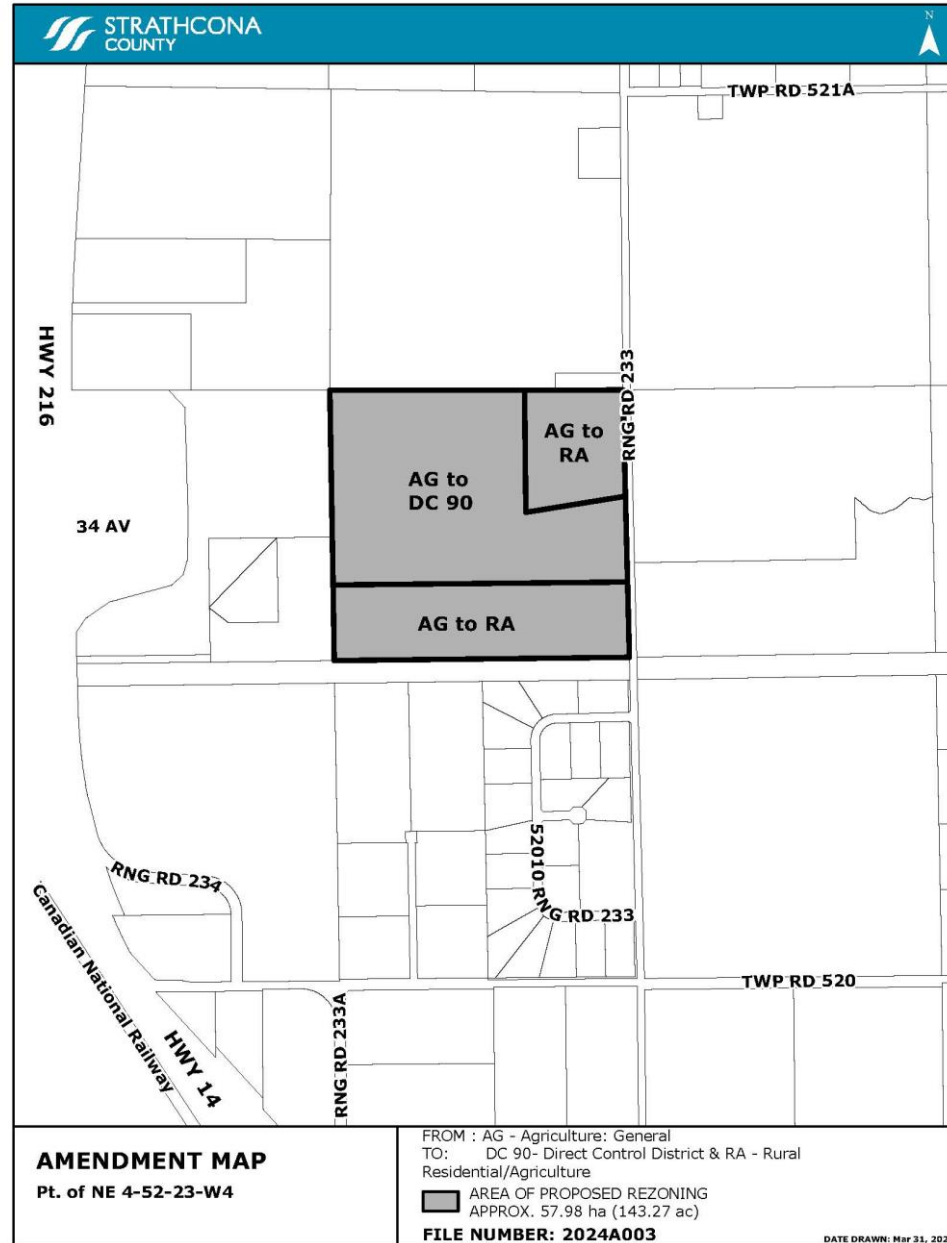 STRATHCONA
COUNTY
N
TWP RD 521A
HWY 216
RNG RD 233
AG to
RA
AG to
DC 90
34 AV
AG to RA
52010 RNG RD 233
RNG RD 234
Canadian National Railway
HWY 14
RNG RD 233A
TWP RD 520
AMENDMENT MAP
Pt. of NE 4-52-23-W4
FROM : AG - Agriculture: General
TO: DC 90- Direct Control District & RA - Rural
Residential/Agriculture
AREA OF PROPOSED REZONING
APPROX. 57.98 ha (143.27 ac)
FILE NUMBER: 2024A003
DATE DRAWN: Mar 31, 202